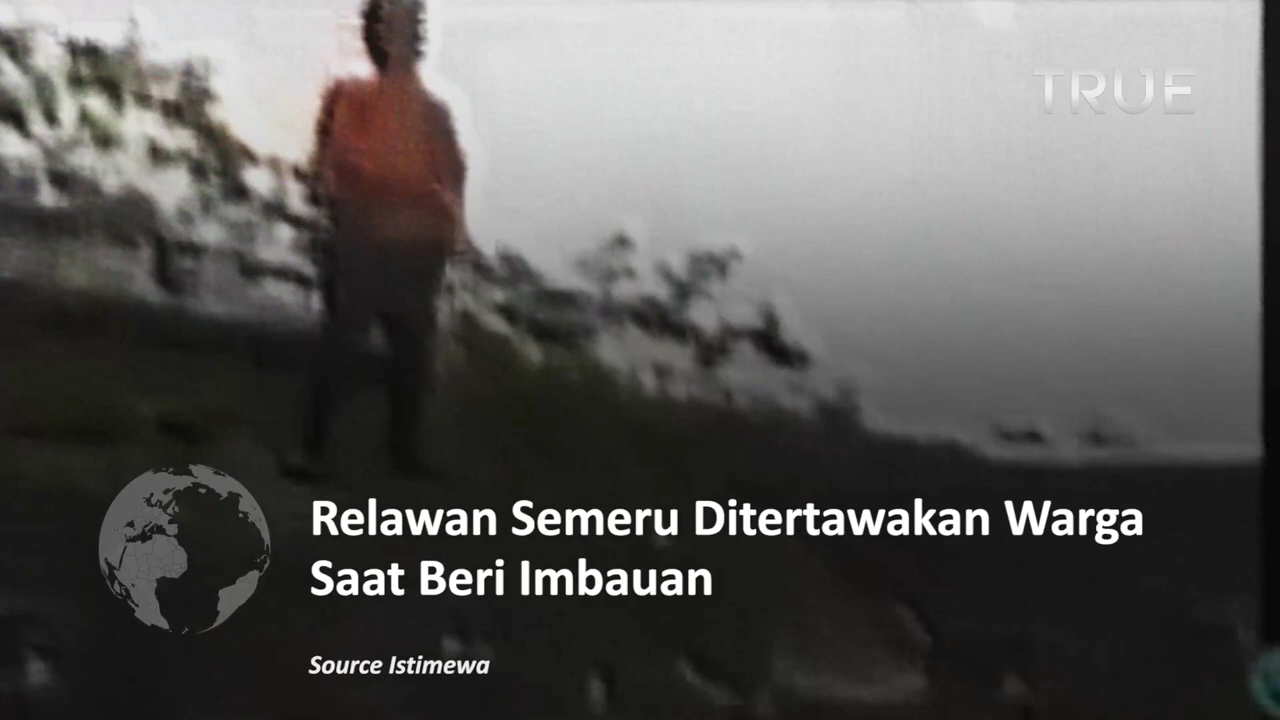 TRUE
Relawan Semeru Ditertawakan Warga
Saat Beri Imbauan
Source Istimewa